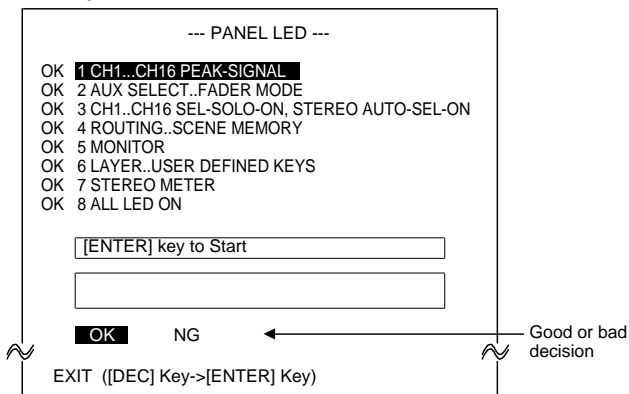 --- PANEL LED ---
OK 1 CH1...CH16 PEAK-SIGNAL
OK 2 AUX SELECT..FADER MODE
OK 3 CH1..CH16 SEL-SOLO-ON, STEREO AUTO-SEL-ON
OK 4 ROUTING..SCENE MEMORY
OK 5 MONITOR
OK 6 LAYER..USER DEFINED KEYS
OK 7 STEREO METER
OK 8 ALL LED ON
[ENTER] key to Start
OK NG
Good or bad
decision
EXIT ([DEC] Key->[ENTER] Key)